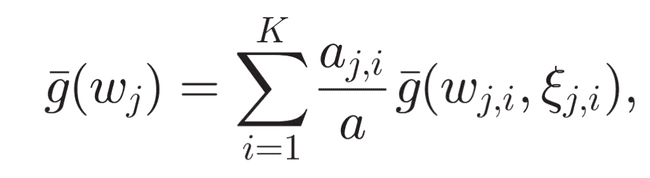 $\bar{g}(w_j) = \sum_{i=1}^{K} \frac{a_{j,i}}{a} \bar{g}(w_{j,i}, \xi_{j,i}),$